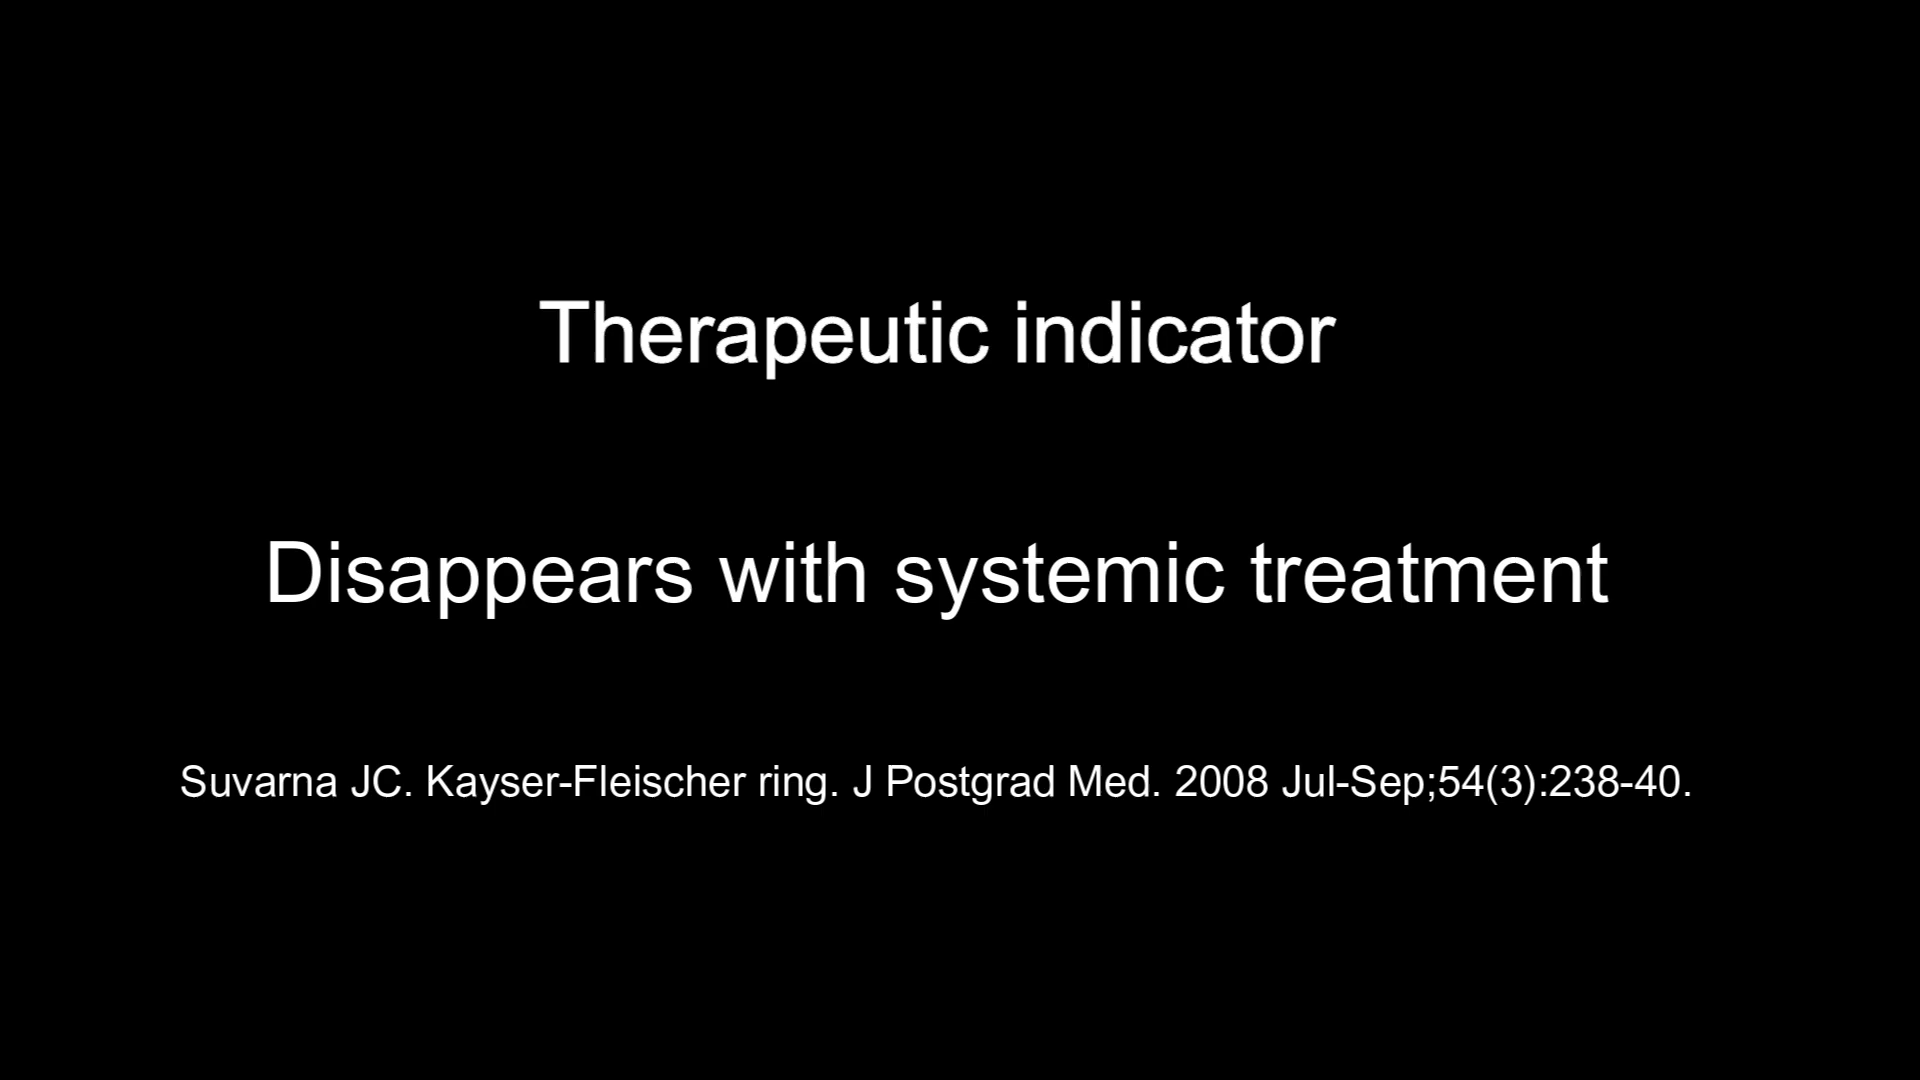 Therapeutic indicator
Disappears with systemic treatment
Suvarna JC. Kayser-Fleischer ring. J Postgrad Med. 2008 Jul-Sep;54(3):238-40.